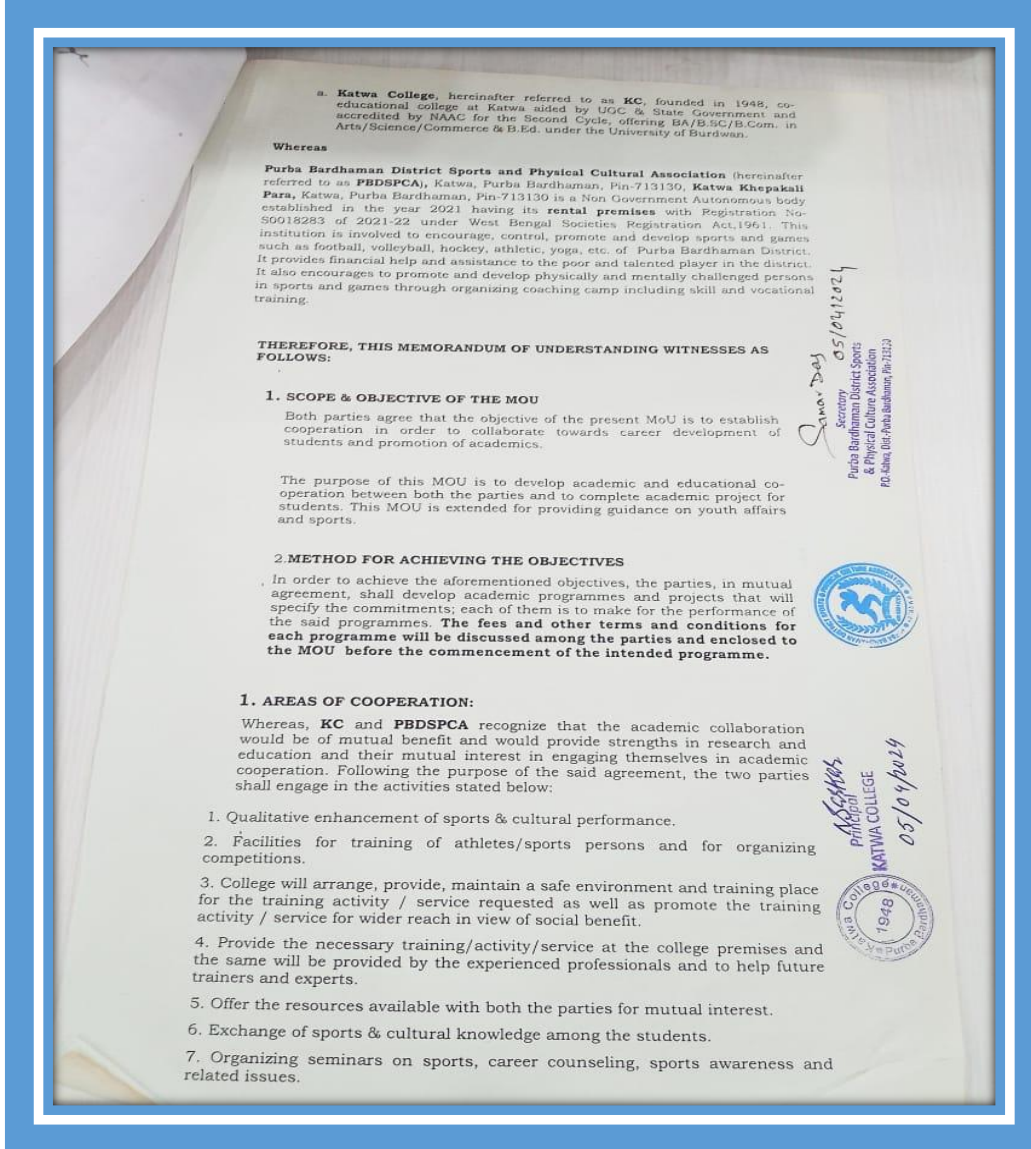 a. Katwa College, hereinafter referred to as KC, founded in 1948, co-
educational college at Katwa aided by UGC & State Government and
accredited by NAAC for the Second Cycle, offering BA/B.SC/B.Com. in
Arts/Science/Commerce & B.Ed. under the University of Burdwan.
Whereas
Purba Bardhaman District Sports and Physical Cultural Association (hereinafter
referred to as PBDSPCA), Katwa, Purba Bardhaman, Pin-713130, Katwa Khepakali
Para, Katwa, Purba Bardhaman, Pin-713130 is a Non Government Autonomous body
established in the year 2021 having its rental premises with Registration No-
S0018283 of 2021-22 under West Bengal Societies Registration Act,1961. This
institution is involved to encourage, control, promote and develop sports and games
such as football, volleyball, hockey, athletic, yoga, etc. of Purba Bardhaman District.
It provides financial help and assistance to the poor and talented player in the district.
It also encourages to promote and develop physically and mentally challenged persons
in sports and games through organizing coaching camp including skill and vocational
training.
THEREFORE, THIS MEMORANDUM OF UNDERSTANDING WITNESSES AS
FOLLOWS:
1. SCOPE & OBJECTIVE OF THE MOU
Both parties agree that the objective of the present MoU is to establish
cooperation in order to collaborate towards career development of
students and promotion of academics.
The purpose of this MOU is to develop academic and educational co-
operation between both the parties and to complete academic project for
students. This MOU is extended for providing guidance on youth affairs
and sports.
2.METHOD FOR ACHIEVING THE OBJECTIVES
In order to achieve the aforementioned objectives, the parties, in mutual
agreement, shall develop academic programmes and projects that will
specify the commitments; each of them is to make for the performance of
the said programmes. The fees and other terms and conditions for
each programme will be discussed among the parties and enclosed to
the MOU before the commencement of the intended programme.
1. AREAS OF COOPERATION:
Whereas, KC and PBDSPCA recognize that the academic collaboration
would be of mutual benefit and would provide strengths in research and
education and their mutual interest in engaging themselves in academic
cooperation. Following the purpose of the said agreement, the two parties
shall engage in the activities stated below:
1. Qualitative enhancement of sports & cultural performance.
2. Facilities for training of athletes/sports persons and for organizing
competitions.
3. College will arrange, provide, maintain a safe environment and training place
for the training activity / service requested as well as promote the training
activity / service for wider reach in view of social benefit.
4. Provide the necessary training/activity/service at the college premises and
the same will be provided by the experienced professionals and to help future
trainers and experts.
5. Offer the resources available with both the parties for mutual interest.
6. Exchange of sports & cultural knowledge among the students.
7. Organizing seminars on sports, career counseling, sports awareness and
related issues.
Samar Das 05/04/2024
Secretary
Purba Bardhaman District Sports
& Physical Culture Association
P.O.-Katwa, Dist.-Purba Bardhaman, Pin-713130
Principal
KATWA COLLEGE
05/04/2024
Katwa College
1948
Katwa Purba Bardhaman